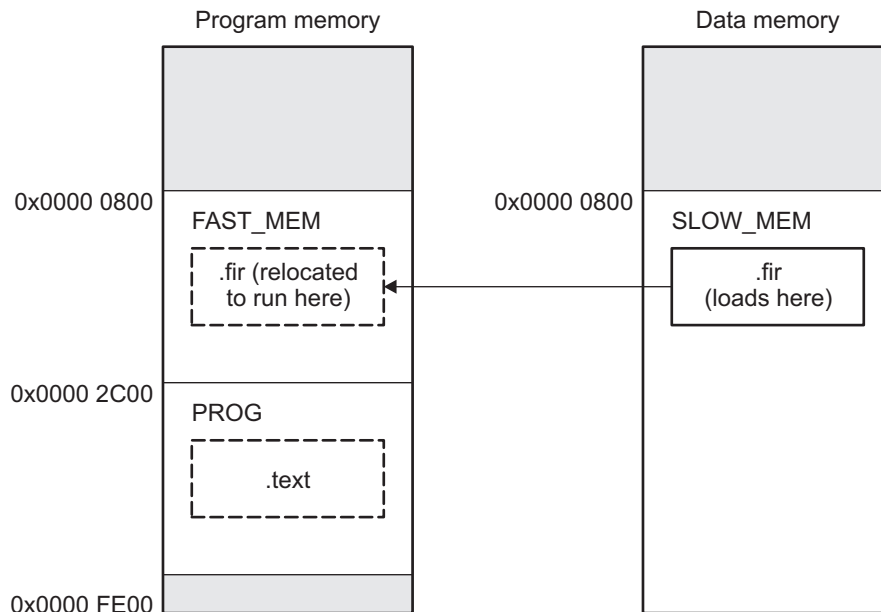 Program memory
Data memory
0x0000 0800
FAST_MEM
.fir (relocated
to run here)
0x0000 2C00
PROG
.text
0x0000 FE00
0x0000 0800
SLOW_MEM
.fir
(loads here)